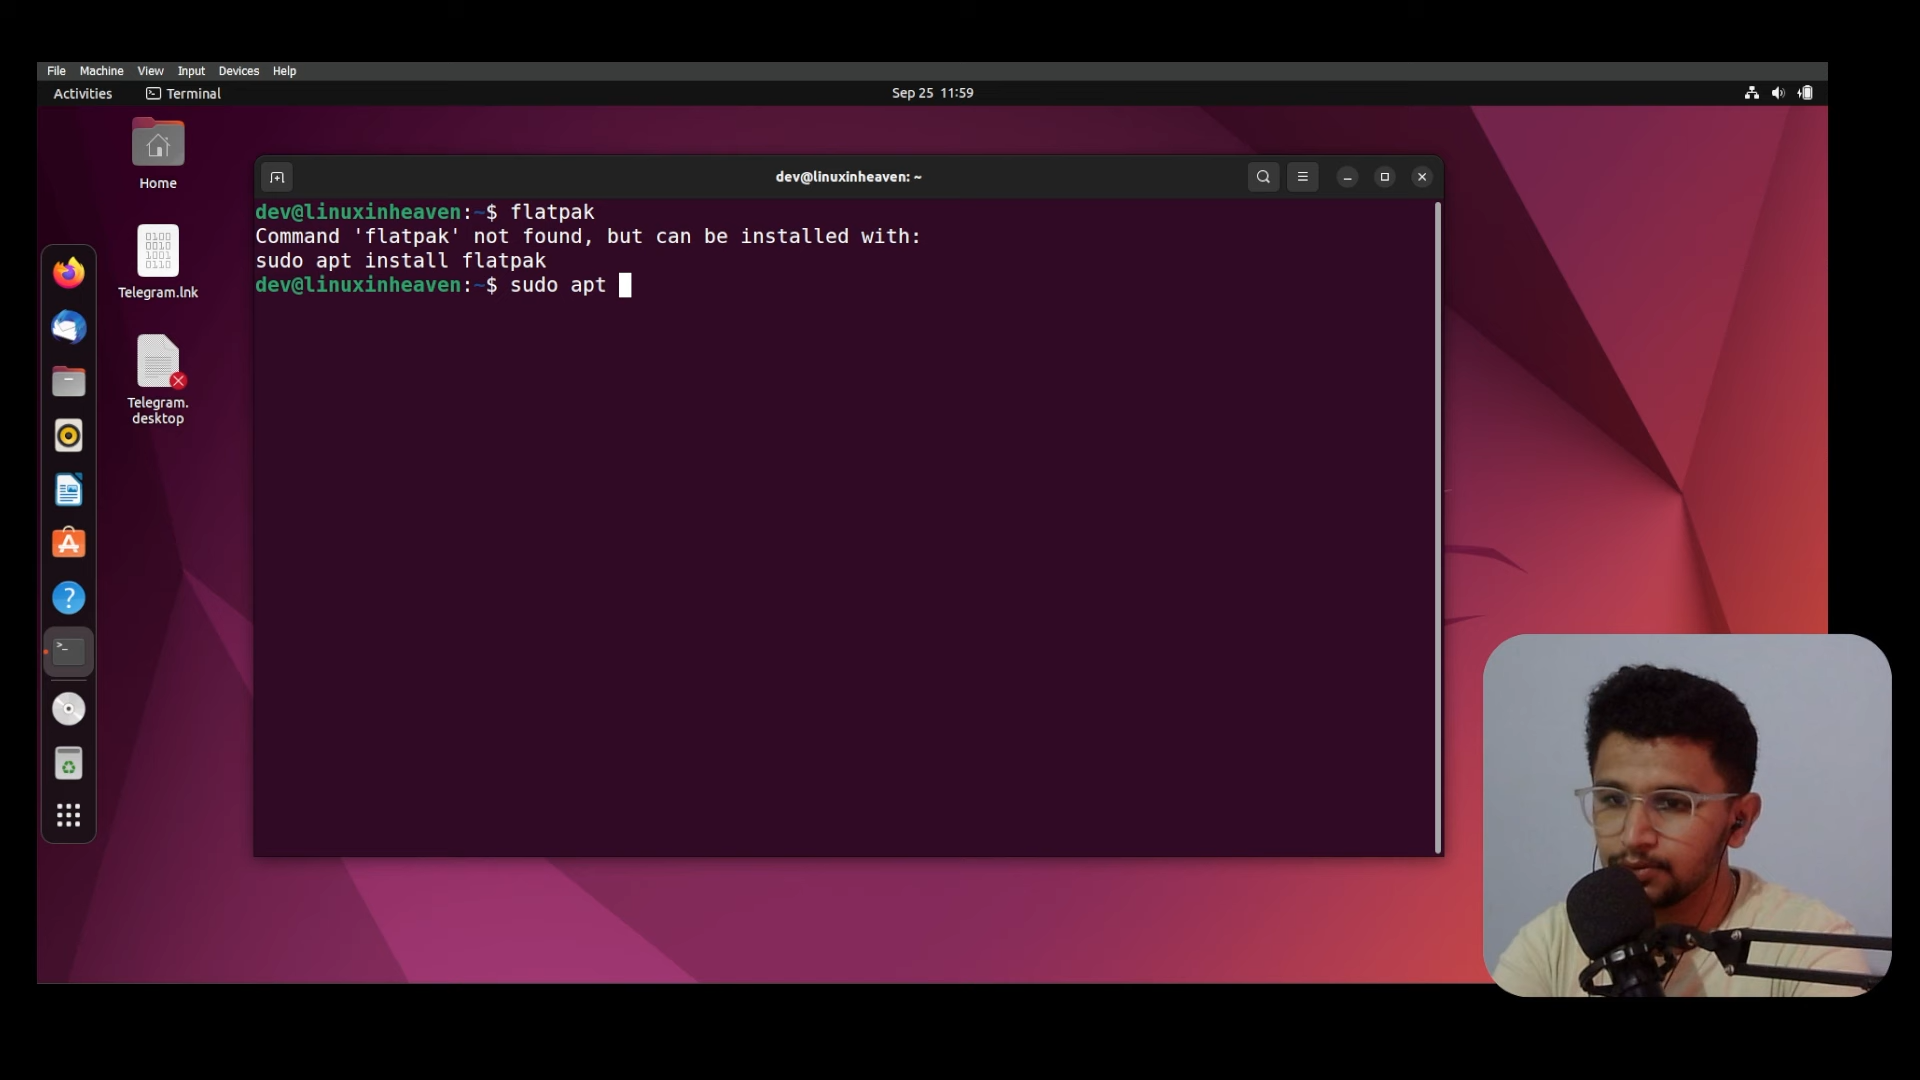 File Machine View Input Devices Help
Activities Terminal Sep 25 11:59
Home
Telegram.lnk
Telegram.
desktop
dev@linuxinheaven: ~
dev@linuxinheaven:~$ flatpak
Command 'flatpak' not found, but can be installed with:
sudo apt install flatpak
dev@linuxinheaven:~$ sudo apt